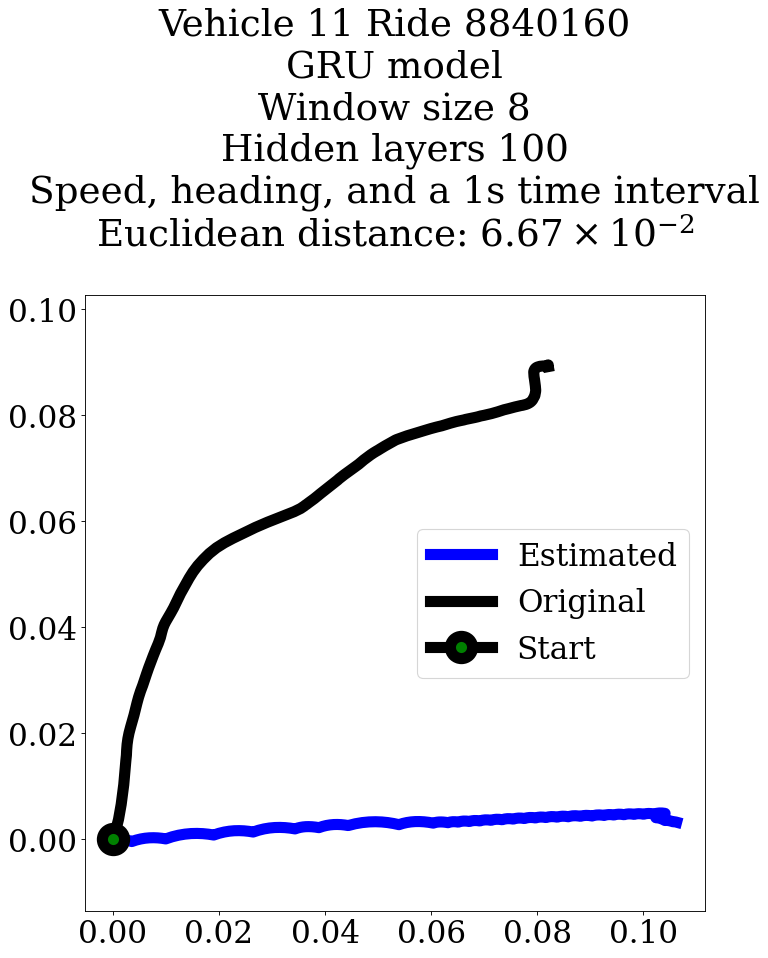 Vehicle 11 Ride 8840160
GRU model
Window size 8
Hidden layers 100
Speed, heading, and a 1s time interval
Euclidean distance: 6.67 × 10⁻²
0.10
0.08
0.06
0.04
0.02
0.00
Estimated
Original
Start
0.00 0.02 0.04 0.06 0.08 0.10